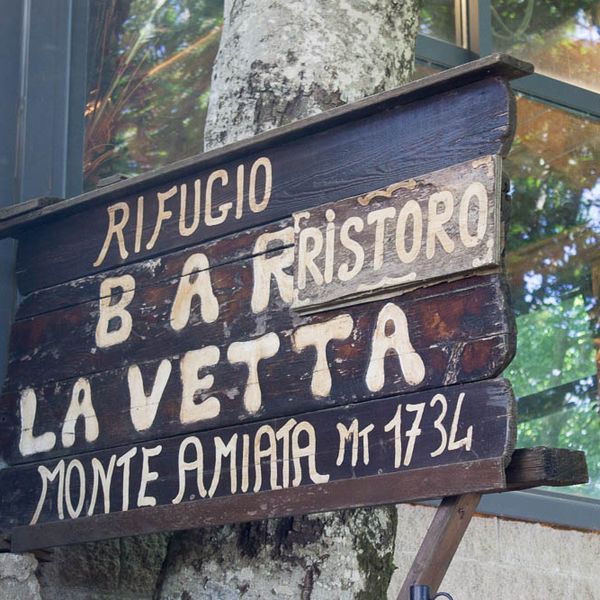 RIFUGIO
BAR RISTORO
LA VETTA
MONTE AMIATA MT 1734